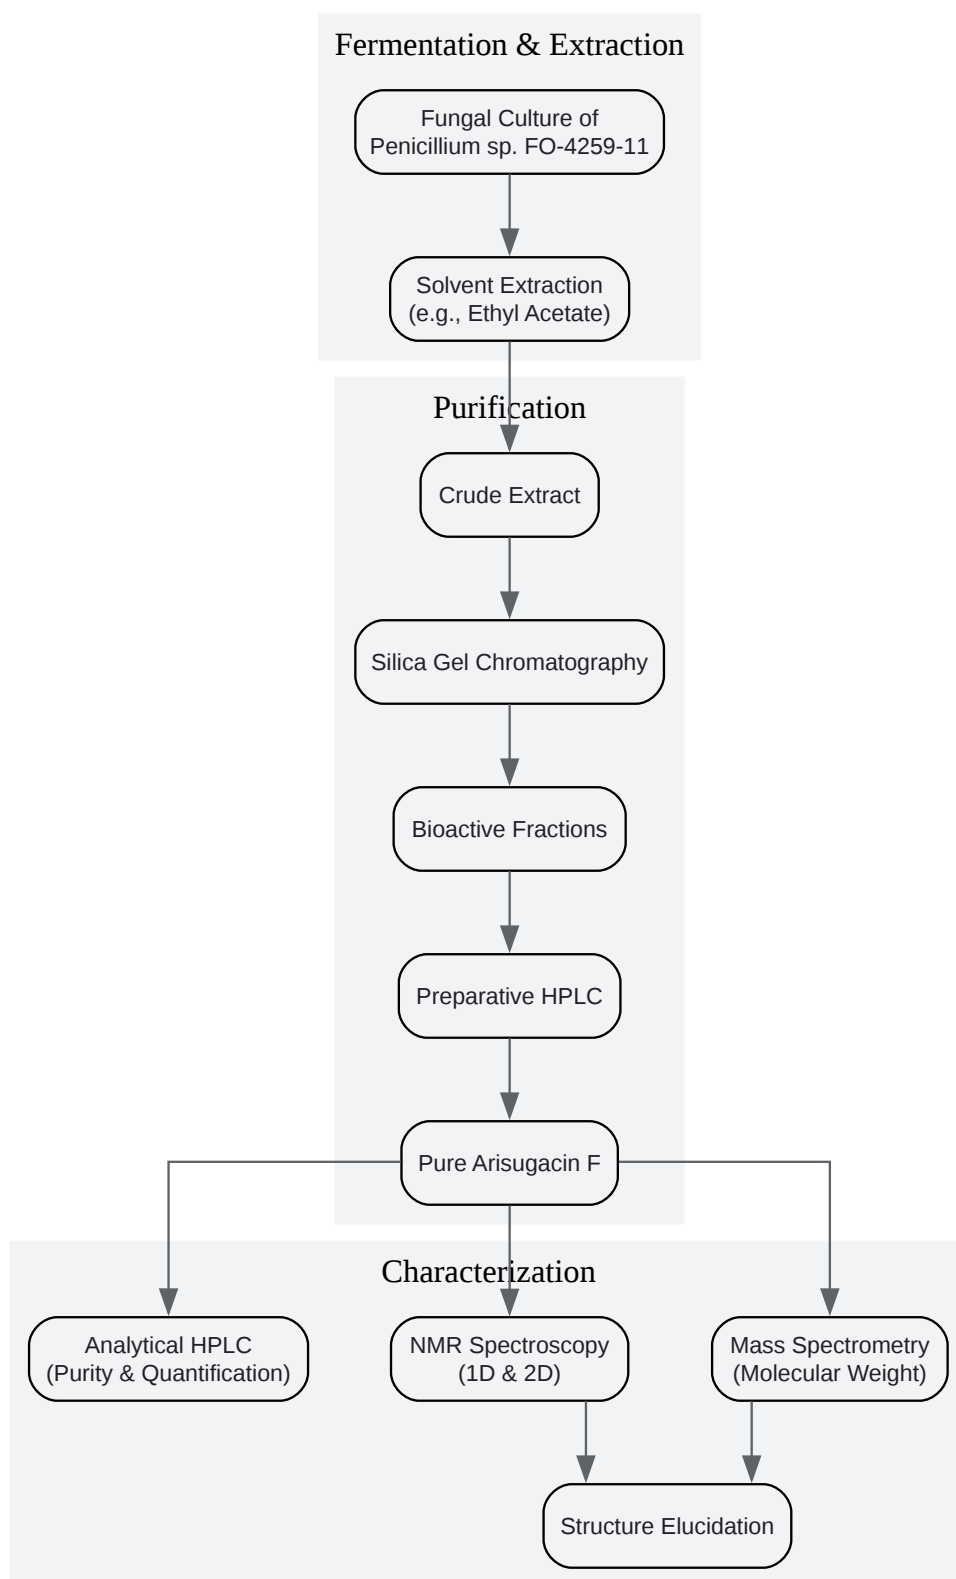 Fermentation & Extraction
Fungal Culture of
Penicillium sp. FO-4259-11
Solvent Extraction
(e.g., Ethyl Acetate)
Purification
Crude Extract
Silica Gel Chromatography
Bioactive Fractions
Preparative HPLC
Pure Arisugacin F
Characterization
Analytical HPLC
(Purity & Quantification)
NMR Spectroscopy
(1D & 2D)
Mass Spectrometry
(Molecular Weight)
Structure Elucidation